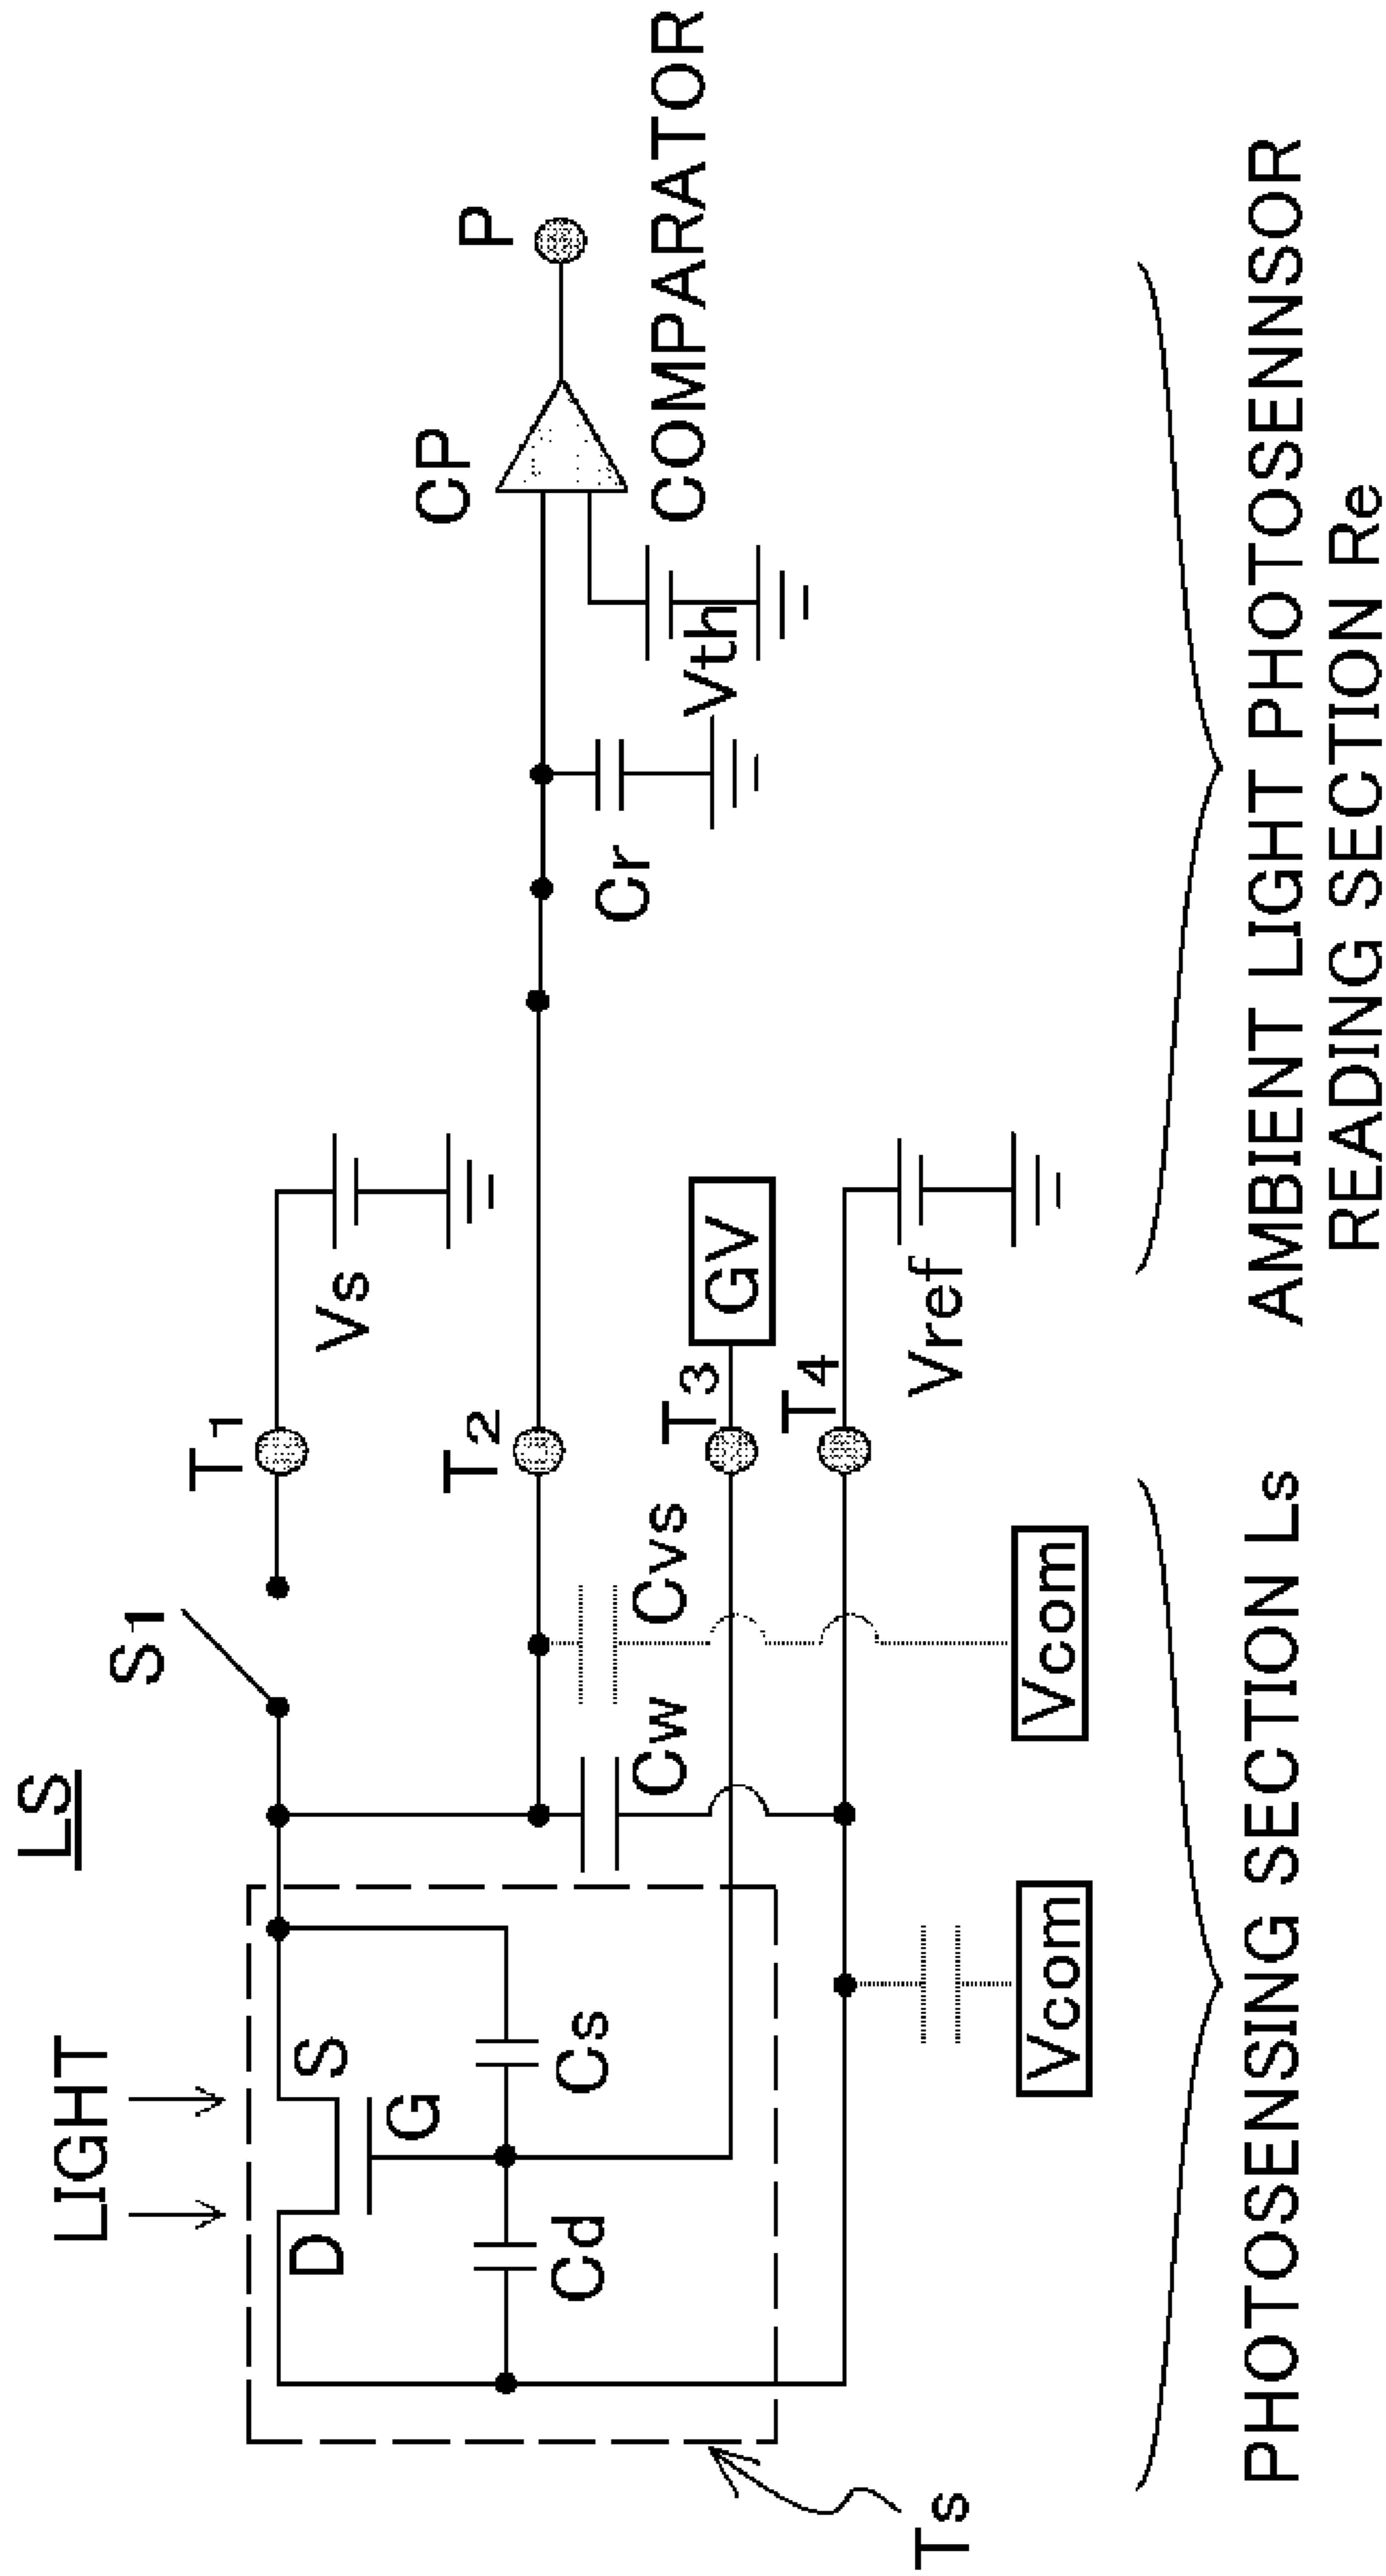 LS
LIGHT
S1
T1
Vs
D
S
G
Cd
Cs
Cw
Cvs
T2
T3
GV
T4
Vref
Vcom
Vcom
Ts
Cr
Vth
CP
COMPARATOR
P
PHOTOSENSING SECTION Ls
AMBIENT LIGHT PHOTOSENNSOR
READING SECTION Re